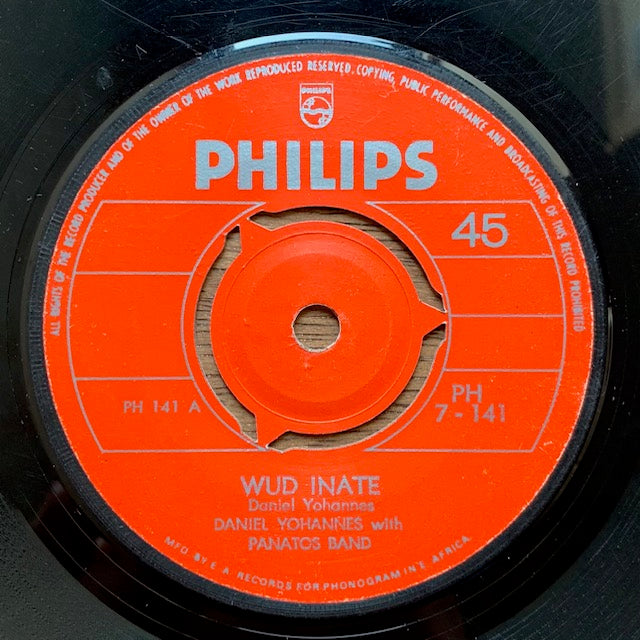 ALL RIGHTS OF THE RECORD PRODUCER AND OF THE OWNER OF THE WORK REPRODUCED RESERVED. COPYING, PUBLIC PERFORMANCE AND BROADCASTING OF THIS RECORD PROHIBITED
PHILIPS
PHILIPS
45
PH 141 A
PH
7-141
WUD INATE
Daniel Yohannes
DANIEL YOHANNES with
PANATOS BAND
MFD. BY E. A. RECORDS FOR PHONOGRAM IN E. AFRICA.